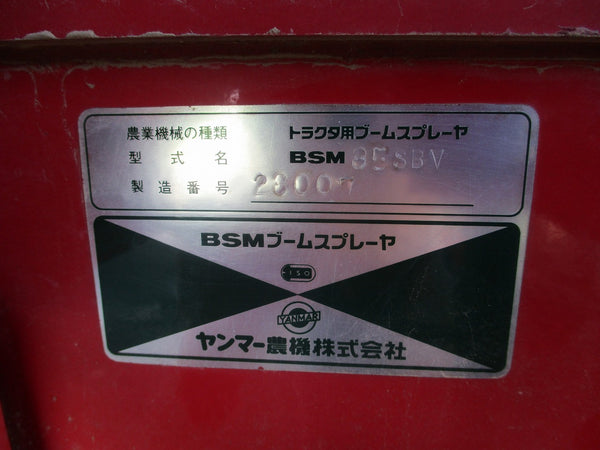 農業機械の種類 トラクタ用ブームスプレーヤ
型式名 BSM 85SBV
製造番号 23007
BSMブームスプレーヤ
ISO
YANMAR
ヤンマー農機株式会社